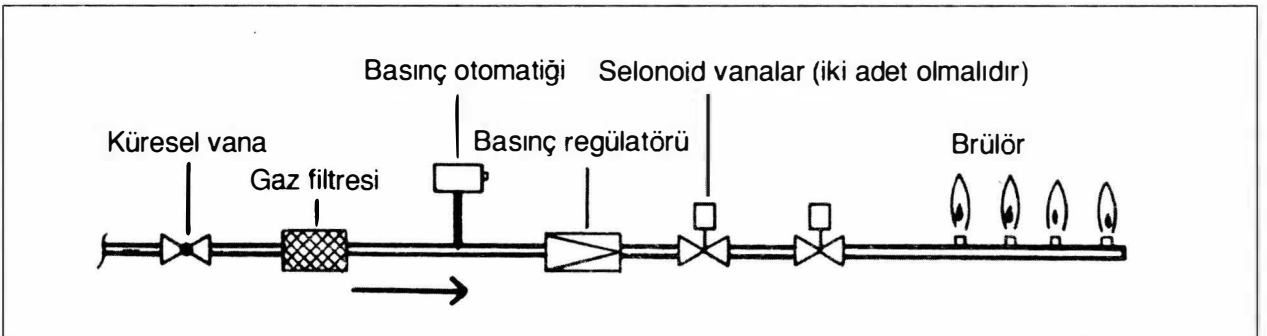 Basınç otomatiği
Selonoid vanalar (iki adet olmalıdır)
Küresel vana
Basınç regülatörü
Brülör
Gaz filtresi